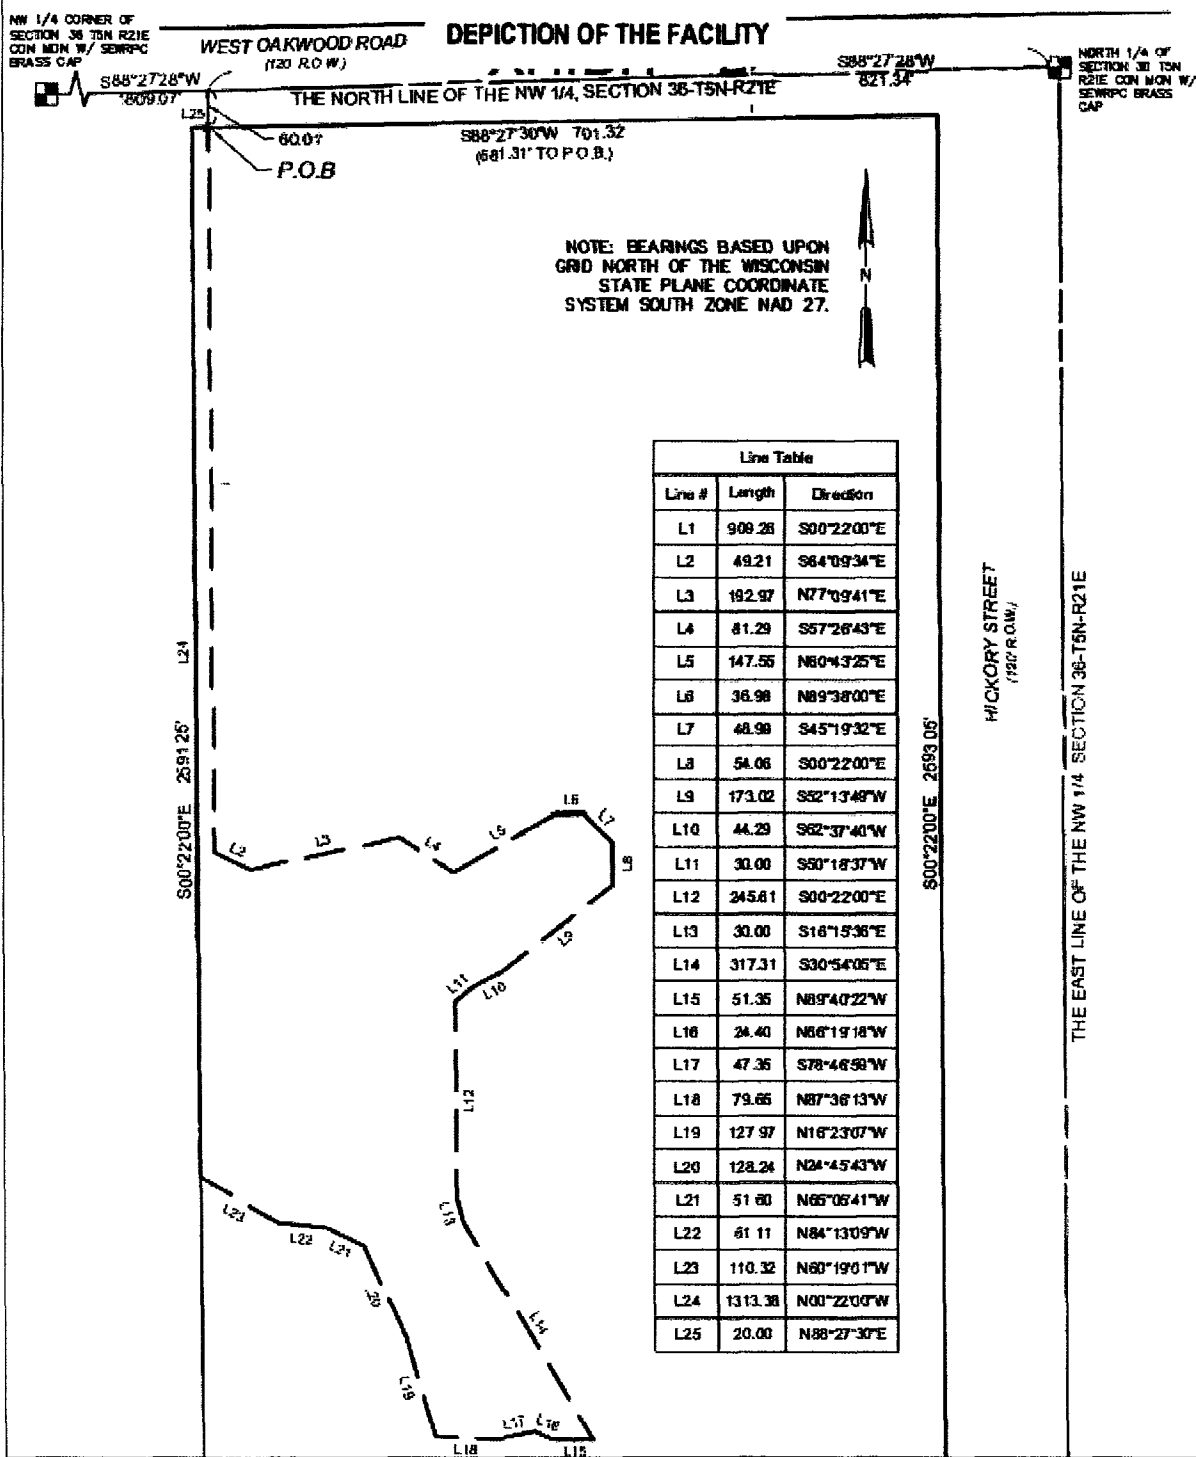 DEPICTION OF THE FACILITY
NW 1/4 CORNER OF
SECTION 36 T5N R21E
CON MON W/ SEWRPC
BRASS CAP
WEST OAKWOOD ROAD
(120 R.O.W.)
S88°27'28"W
809.07'
THE NORTH LINE OF THE NW 1/4, SECTION 36-T5N-R21E
S88°27'28"W
821.34'
NORTH 1/4 OF
SECTION 36 T5N
R21E CON MON W/
SEWRPC BRASS
CAP
L25
60.07
P.O.B
S88°27'30"W 701.32
(681.31' TO P.O.B.)
NOTE: BEARINGS BASED UPON
GRID NORTH OF THE WISCONSIN
STATE PLANE COORDINATE
SYSTEM SOUTH ZONE NAD 27.
N
Line Table
Line # Length Direction
L1 909.26 S00°22'00"E
L2 49.21 S64°09'34"E
L3 192.97 N77°09'41"E
L4 81.29 S57°26'43"E
L5 147.55 N60°43'25"E
L6 36.98 N89°38'00"E
L7 48.99 S45°19'32"E
L8 54.06 S00°22'00"E
L9 173.02 S52°13'49"W
L10 44.29 S62°37'40"W
L11 30.00 S50°18'37"W
L12 245.61 S00°22'00"E
L13 30.00 S16°15'36"E
L14 317.31 S30°54'05"E
L15 51.35 N89°40'22"W
L16 24.40 N66°19'18"W
L17 47.35 S78°46'59"W
L18 79.65 N87°36'13"W
L19 127.97 N16°23'07"W
L20 128.24 N24°45'43"W
L21 51.60 N65°05'41"W
L22 61.11 N84°13'09"W
L23 110.32 N60°19'01"W
L24 1313.38 N00°22'00"W
L25 20.00 N88°27'30"E
L24
S00°22'00"E 2591.25'
S00°22'00"E 2593.05'
HICKORY STREET
(120' R.O.W.)
THE EAST LINE OF THE NW 1/4 SECTION 36-T5N-R21E
L2
L3
L4
L5
L6
L7
L8
L9
L10
L11
L12
L13
L14
L15
L16
L17
L18
L19
20
L21
L22
L23